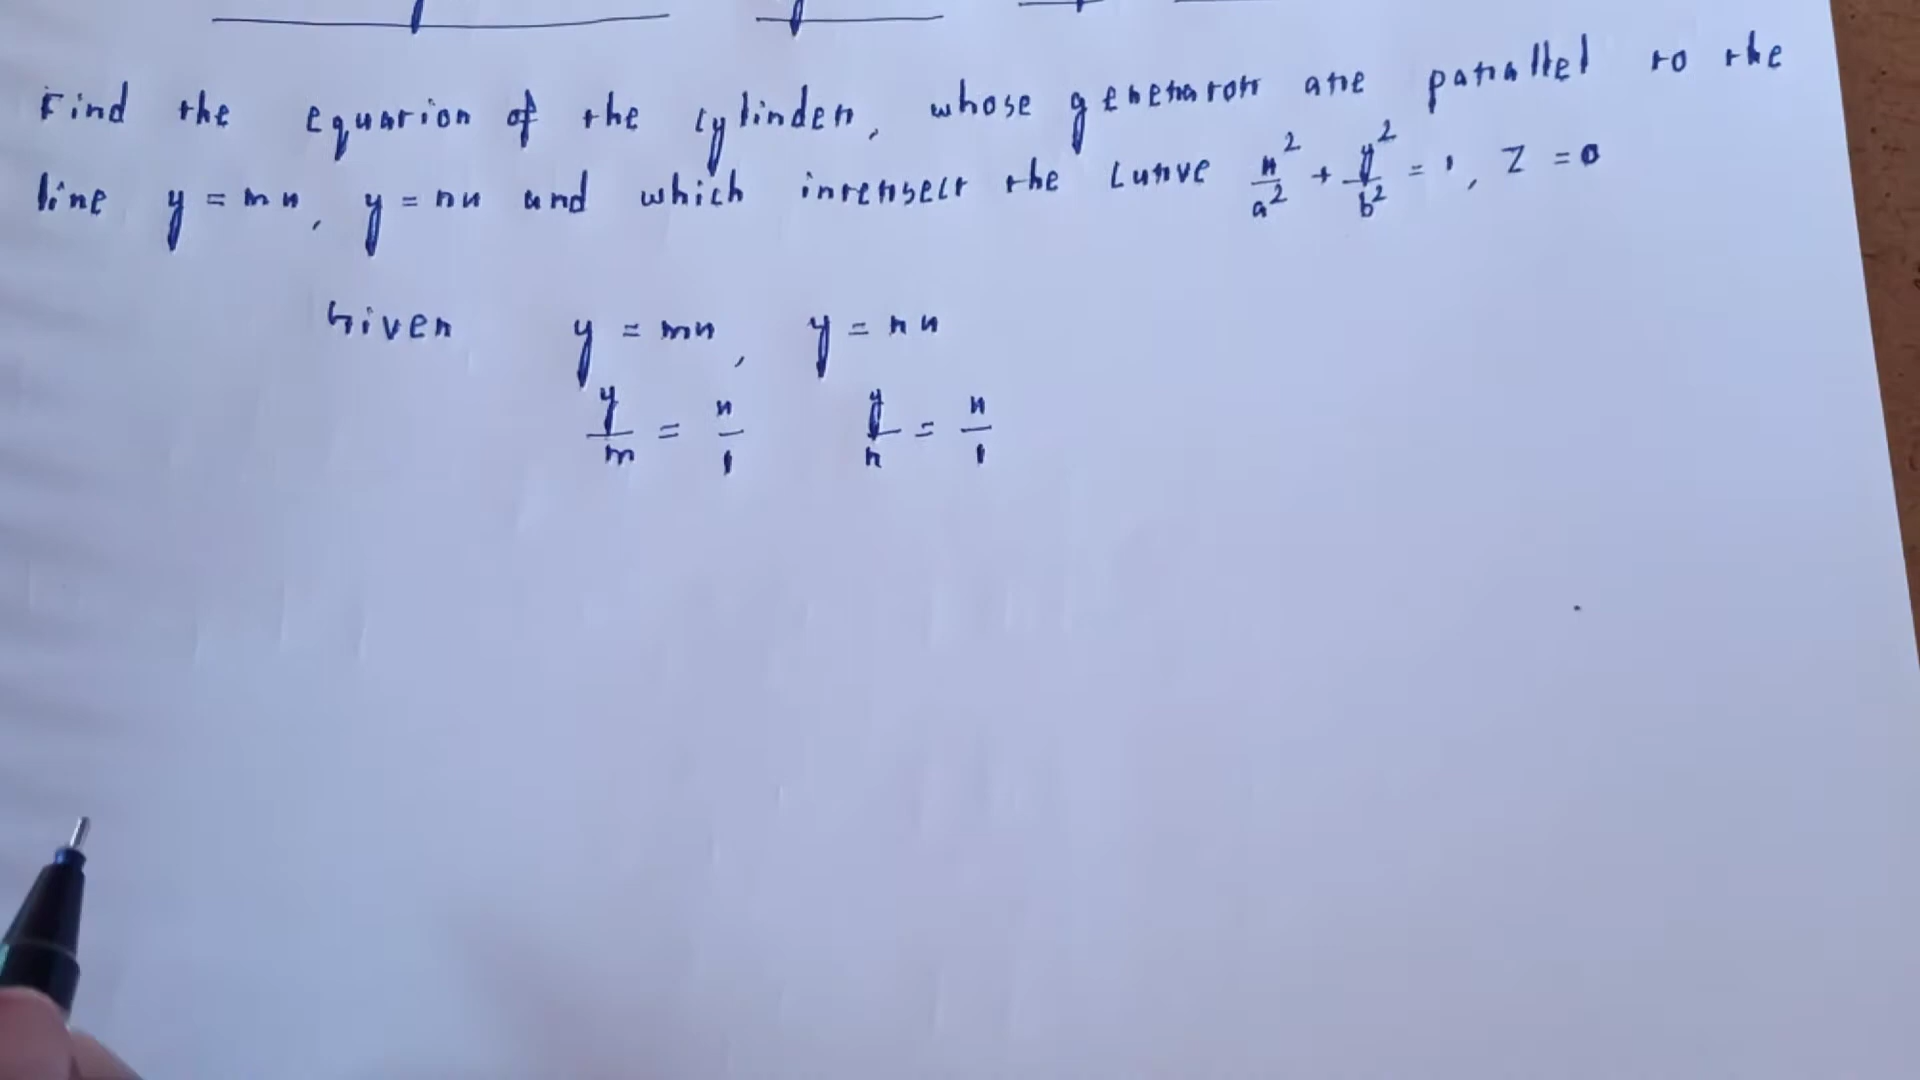 Find the equation of the cylinder, whose generators are parallel to the
line y = mx, y = nx and which intersect the curve x²/a² + y²/b² = 1, z = 0
Given y = mx, y = nx
y/m = x/1 y/n = x/1